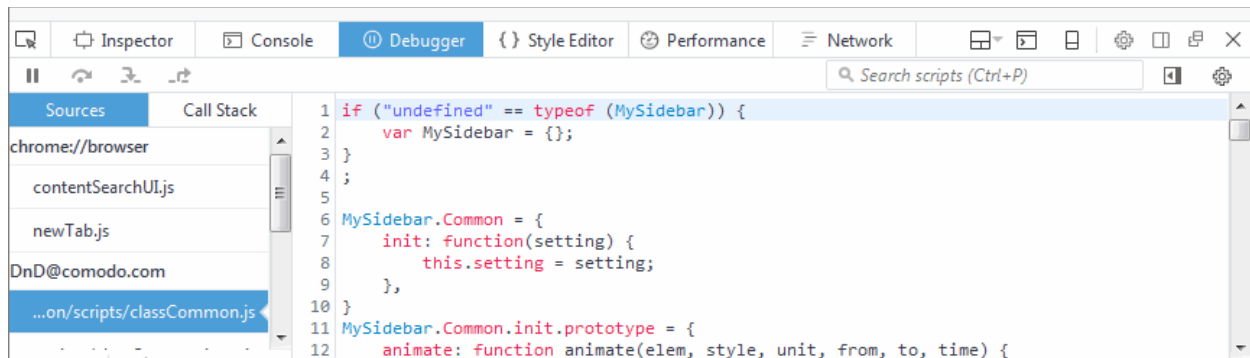 Inspector Console Debugger { } Style Editor Performance Network
Search scripts (Ctrl+P)
Sources Call Stack
chrome://browser
contentSearchUI.js
newTab.js
DnD@comodo.com
...on/scripts/classCommon.js
1 if ("undefined" == typeof (MySidebar)) {
2     var MySidebar = {};
3 }
4 ;
5
6 MySidebar.Common = {
7     init: function(setting) {
8         this.setting = setting;
9     },
10 }
11 MySidebar.Common.init.prototype = {
12     animate: function animate(elem, style, unit, from, to, time) {